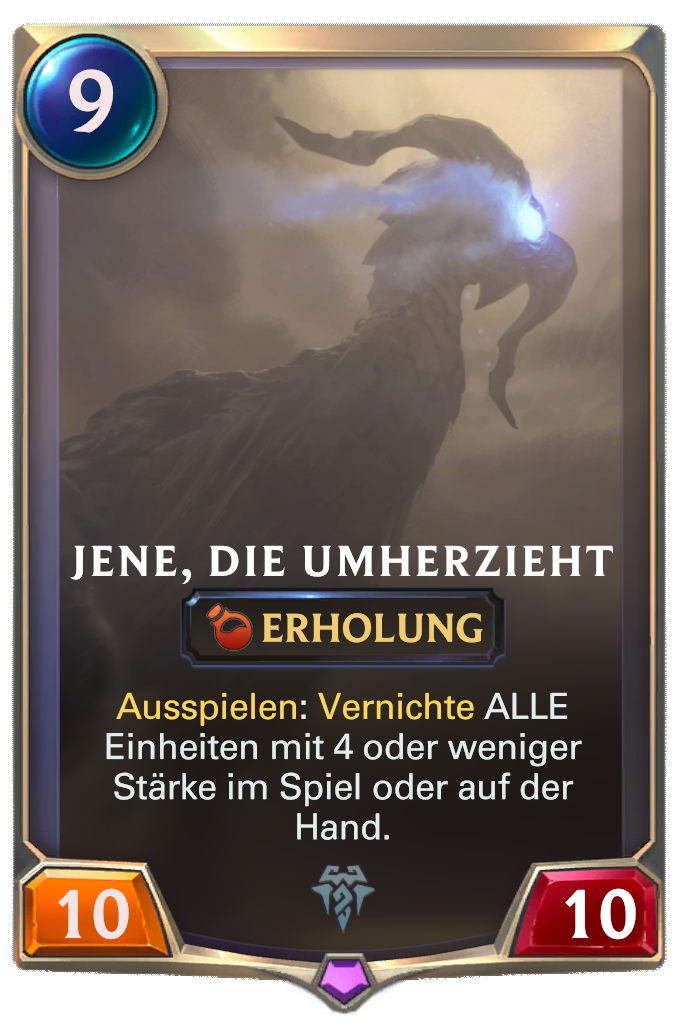 9
JENE, DIE UMHERZIEHT
ERHOLUNG
Ausspielen: Vernichte ALLE
Einheiten mit 4 oder weniger
Stärke im Spiel oder auf der
Hand.
10
10